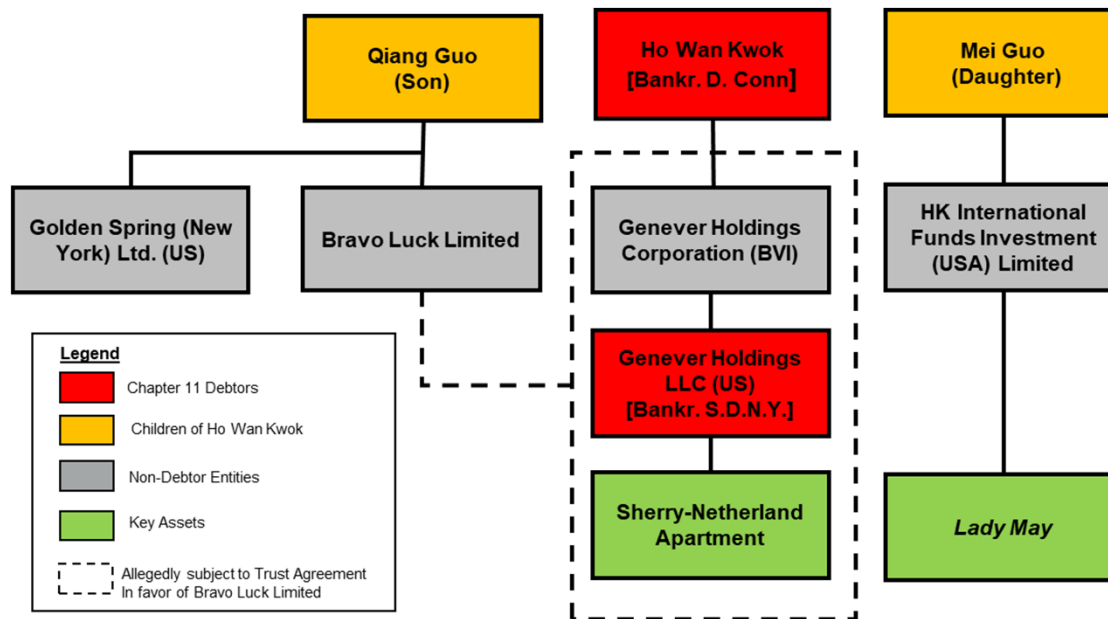 Qiang Guo
(Son)
Ho Wan Kwok
[Bankr. D. Conn]
Mei Guo
(Daughter)
Golden Spring (New
York) Ltd. (US)
Bravo Luck Limited
Genever Holdings
Corporation (BVI)
HK International
Funds Investment
(USA) Limited
Genever Holdings
LLC (US)
[Bankr. S.D.N.Y.]
Sherry-Netherland
Apartment
Lady May
Legend
Chapter 11 Debtors
Children of Ho Wan Kwok
Non-Debtor Entities
Key Assets
Allegedly subject to Trust Agreement
In favor of Bravo Luck Limited